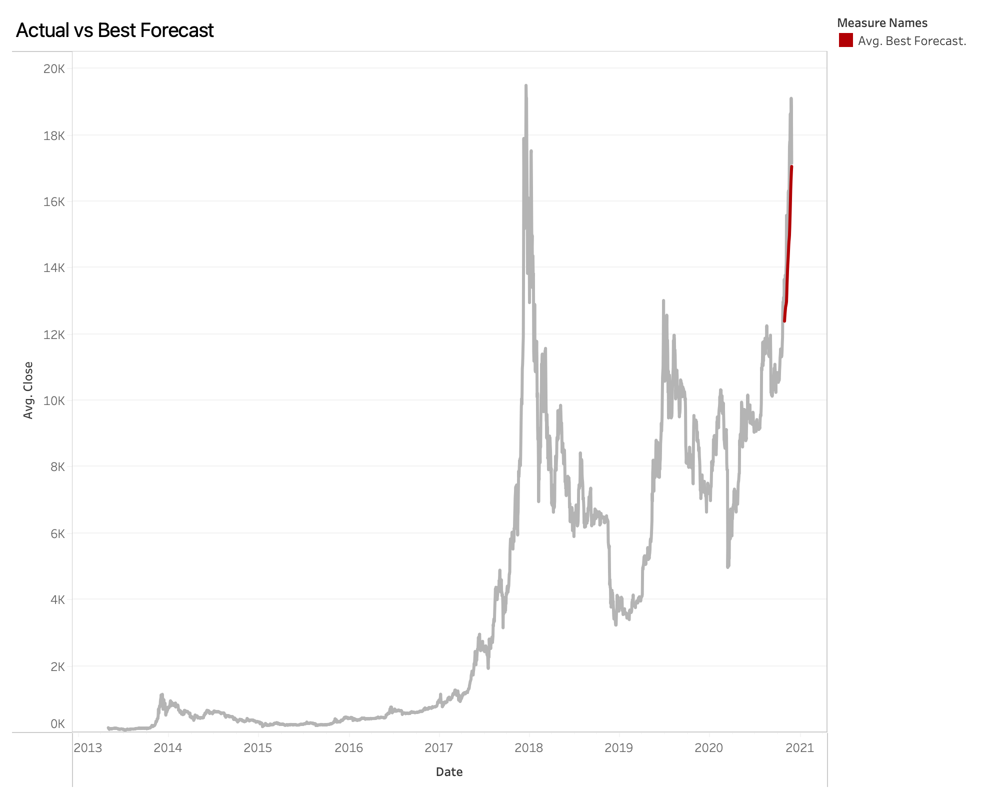 Actual vs Best Forecast
Measure Names
Avg. Best Forecast.
20K
18K
16K
14K
12K
10K
8K
6K
4K
2K
0K
Avg. Close
2013 2014 2015 2016 2017 2018 2019 2020 2021
Date